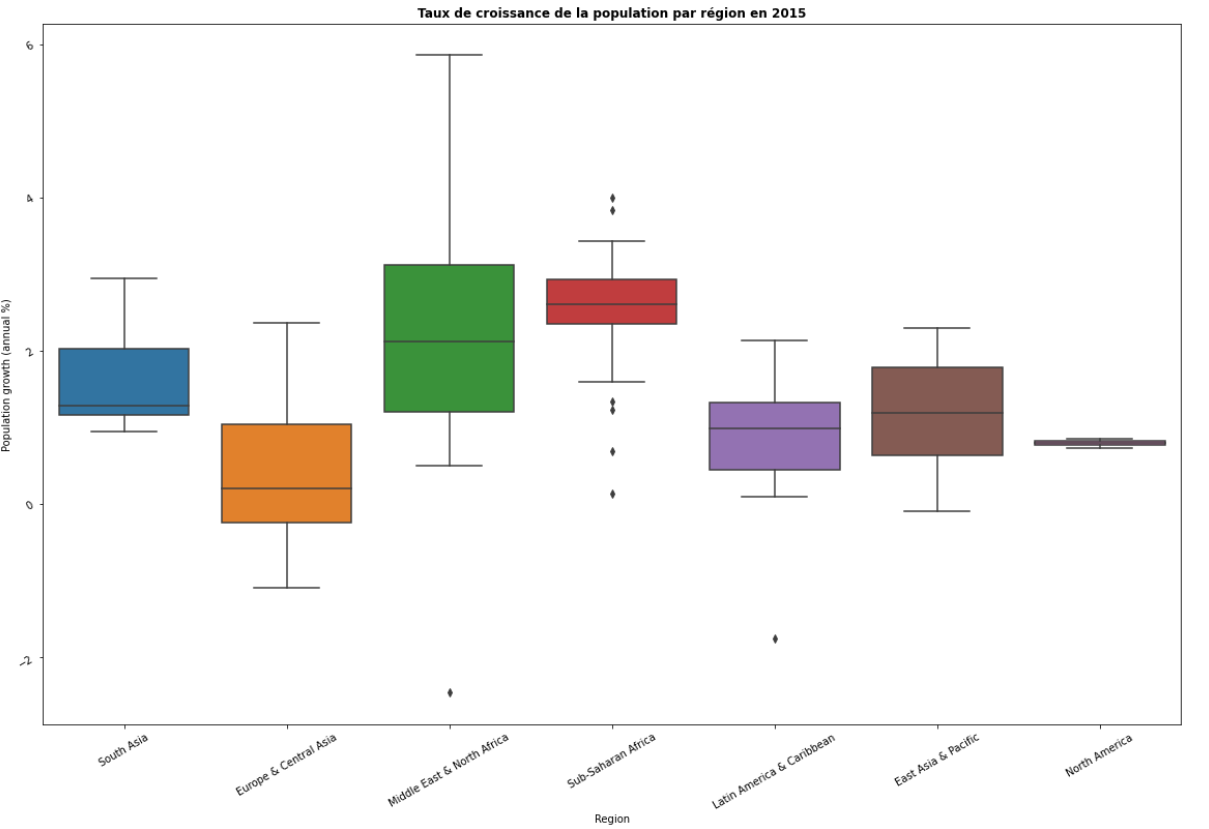 Taux de croissance de la population par région en 2015
Population growth (annual %)
6
4
2
0
-2
South Asia
Europe & Central Asia
Middle East & North Africa
Sub-Saharan Africa
Latin America & Caribbean
East Asia & Pacific
North America
Region